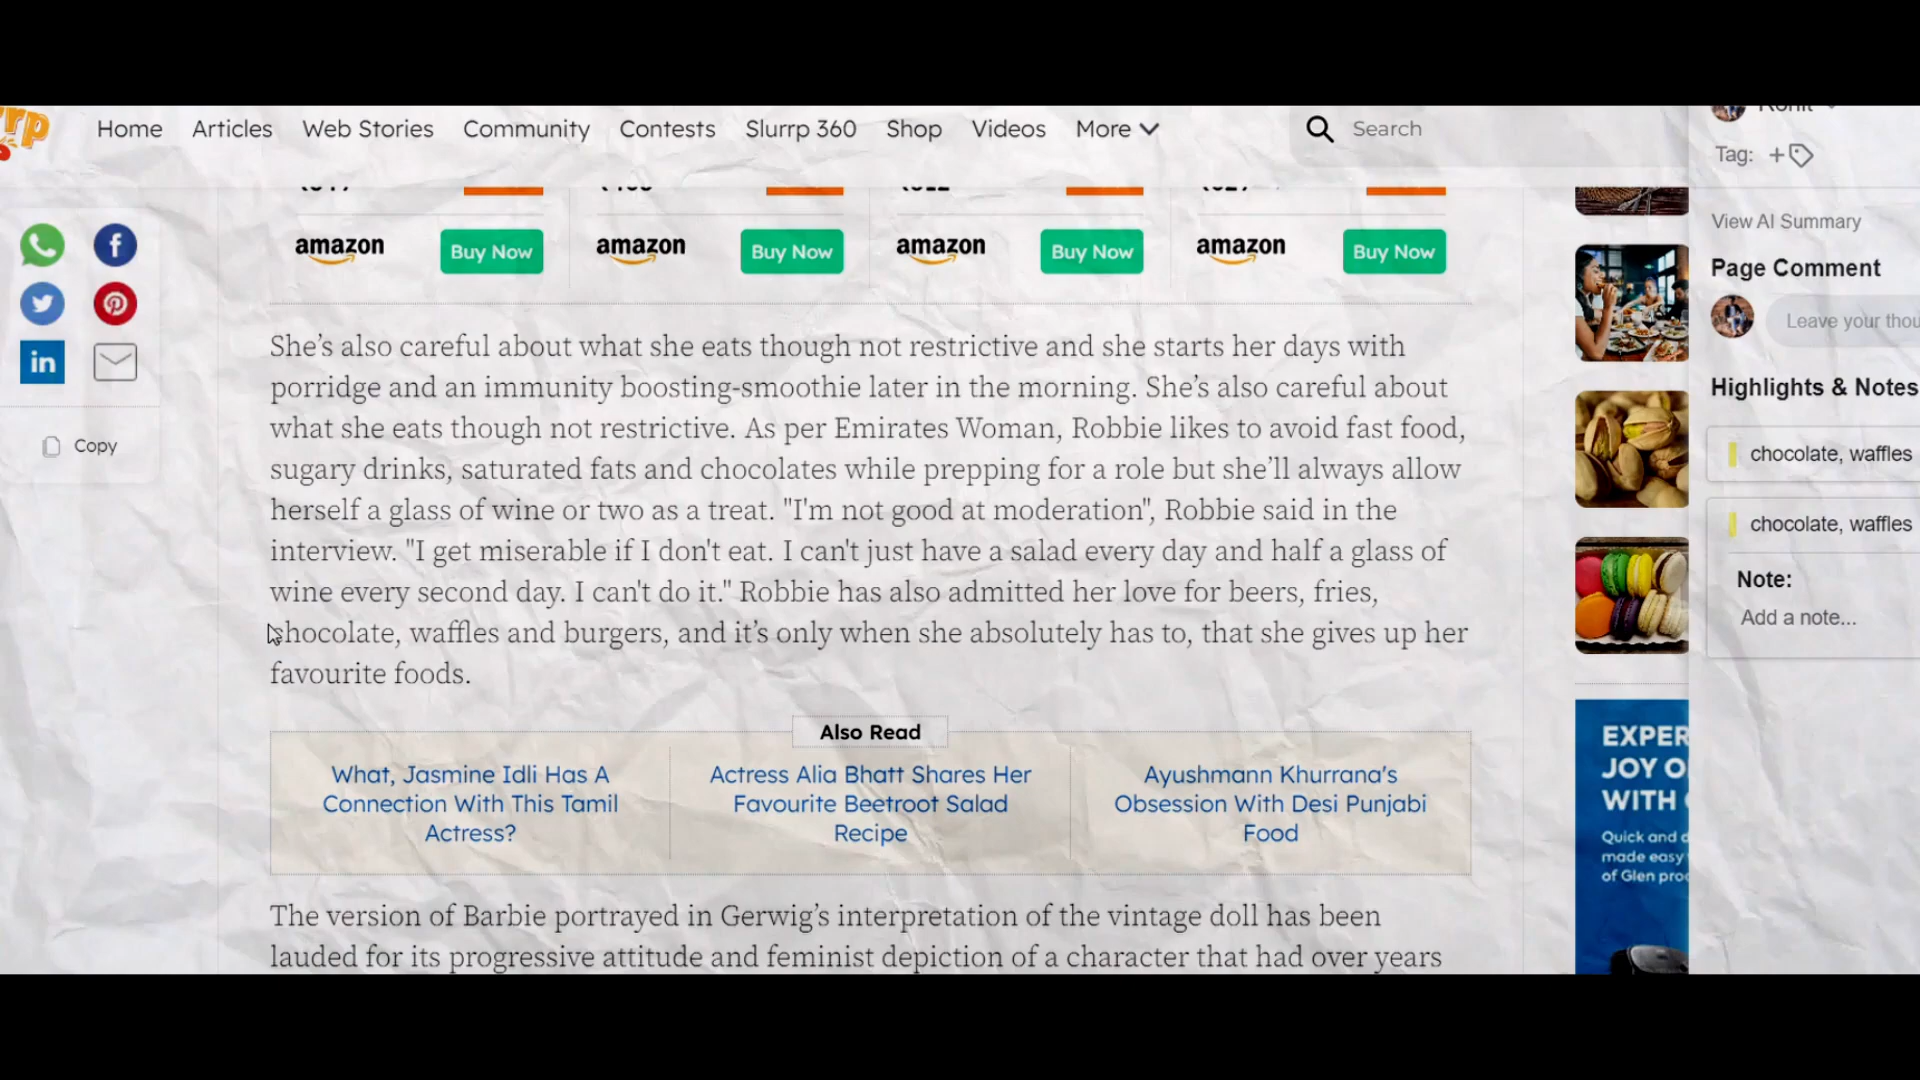 rrp
Home Articles Web Stories Community Contests Slurrp 360 Shop Videos More Search
Tag: +
amazon Buy Now amazon Buy Now amazon Buy Now amazon Buy Now
View AI Summary
Page Comment
Leave your thou
Highlights & Notes
chocolate, waffles
chocolate, waffles
Note:
Add a note...
Copy
She's also careful about what she eats though not restrictive and she starts her days with
porridge and an immunity boosting-smoothie later in the morning. She's also careful about
what she eats though not restrictive. As per Emirates Woman, Robbie likes to avoid fast food,
sugary drinks, saturated fats and chocolates while prepping for a role but she'll always allow
herself a glass of wine or two as a treat. "I'm not good at moderation", Robbie said in the
interview. "I get miserable if I don't eat. I can't just have a salad every day and half a glass of
wine every second day. I can't do it." Robbie has also admitted her love for beers, fries,
chocolate, waffles and burgers, and it's only when she absolutely has to, that she gives up her
favourite foods.
Also Read
What, Jasmine Idli Has A
Connection With This Tamil
Actress?
Actress Alia Bhatt Shares Her
Favourite Beetroot Salad
Recipe
Ayushmann Khurrana's
Obsession With Desi Punjabi
Food
The version of Barbie portrayed in Gerwig's interpretation of the vintage doll has been
lauded for its progressive attitude and feminist depiction of a character that had over years
EXPER
JOY O
WITH
Quick and d
made easy
of Glen pro